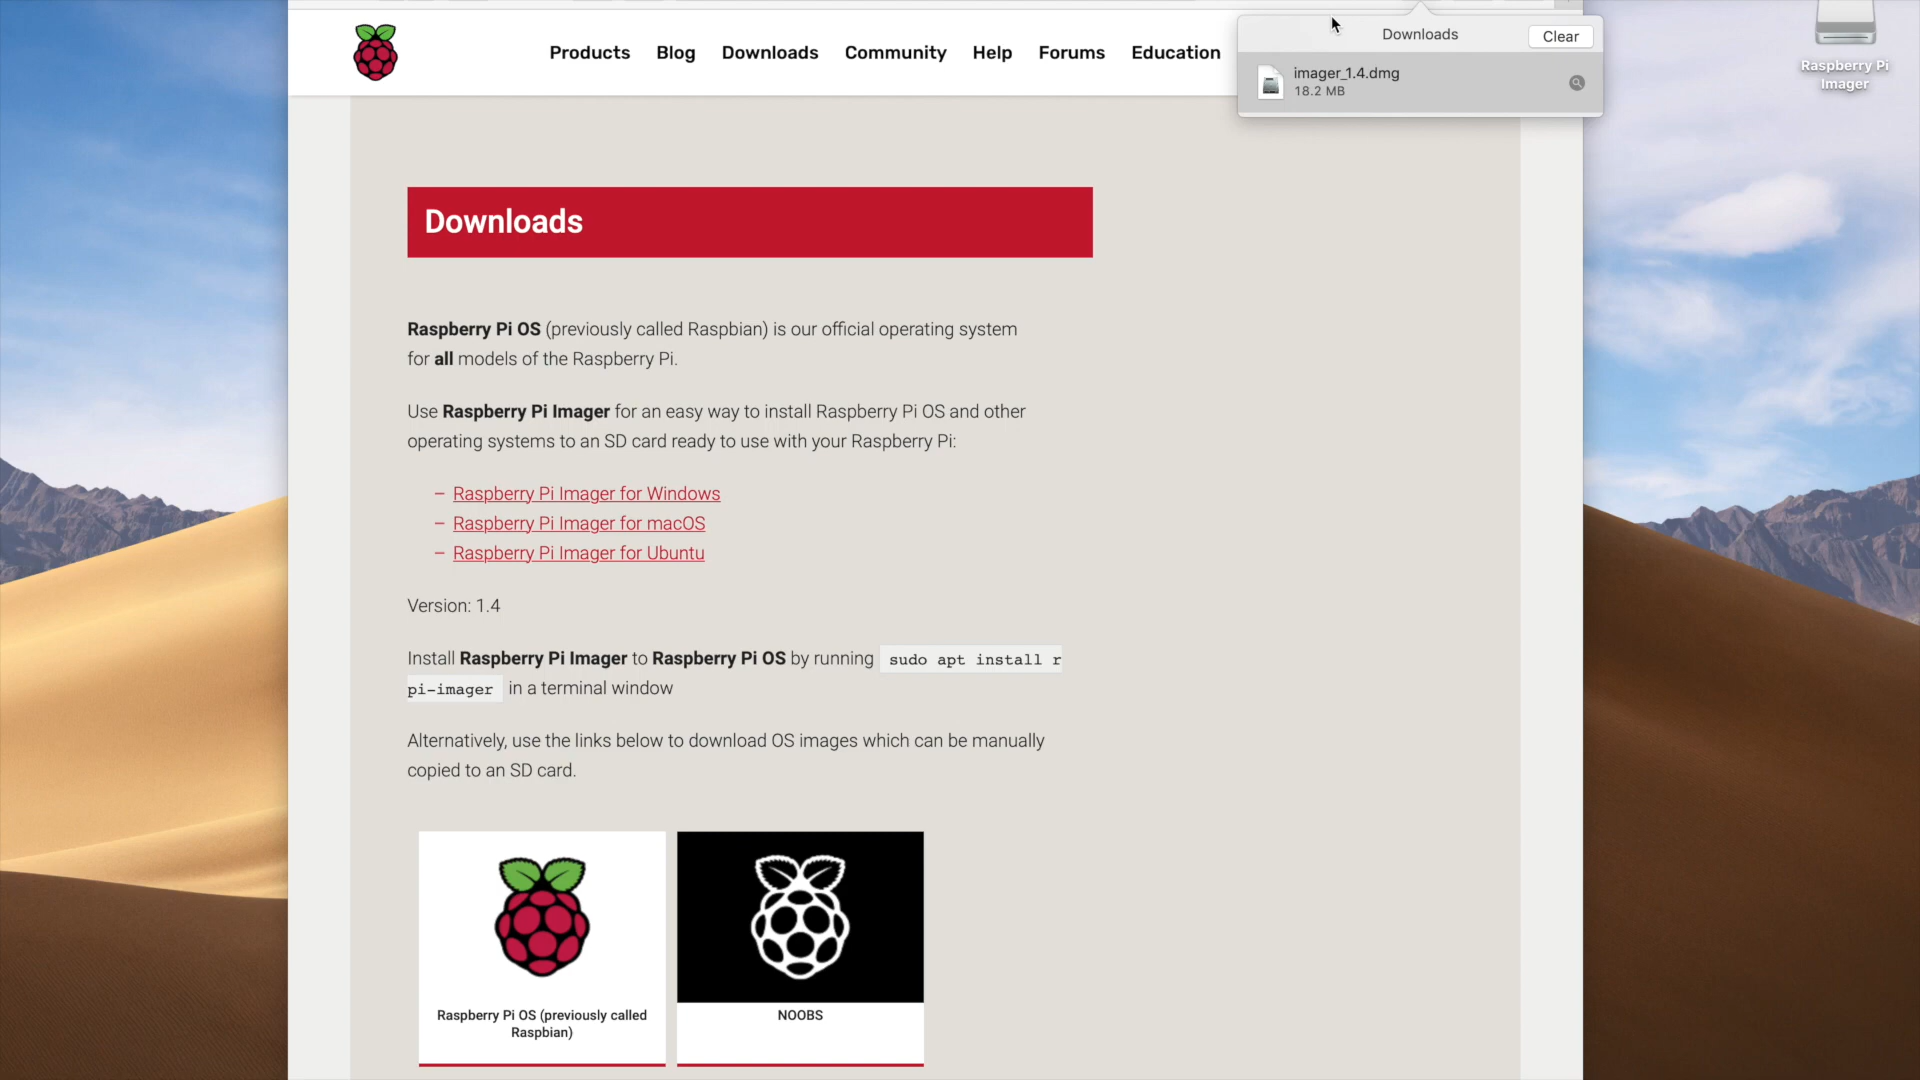 Products Blog Downloads Community Help Forums Education
Downloads
Clear
imager_1.4.dmg
18.2 MB
Raspberry Pi
Imager
Downloads
Raspberry Pi OS (previously called Raspbian) is our official operating system
for all models of the Raspberry Pi.
Use Raspberry Pi Imager for an easy way to install Raspberry Pi OS and other
operating systems to an SD card ready to use with your Raspberry Pi:
– Raspberry Pi Imager for Windows
– Raspberry Pi Imager for macOS
– Raspberry Pi Imager for Ubuntu
Version: 1.4
Install Raspberry Pi Imager to Raspberry Pi OS by running sudo apt install r
pi-imager in a terminal window
Alternatively, use the links below to download OS images which can be manually
copied to an SD card.
Raspberry Pi OS (previously called
Raspbian)
NOOBS